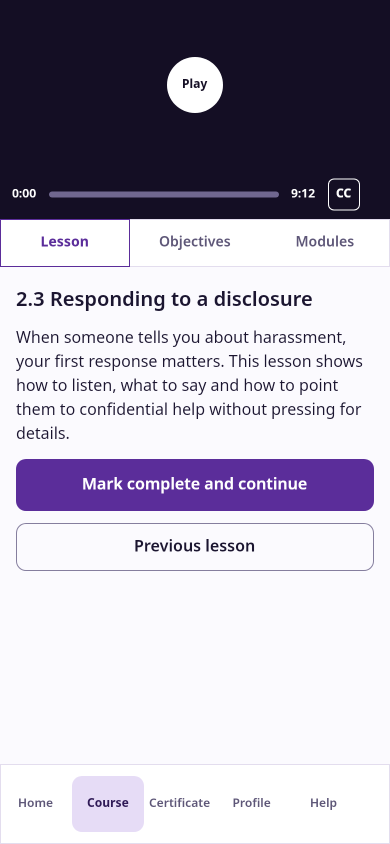 Play
0:00 9:12 CC
Lesson Objectives Modules
2.3 Responding to a disclosure
When someone tells you about harassment,
your first response matters. This lesson shows
how to listen, what to say and how to point
them to confidential help without pressing for
details.
Mark complete and continue
Previous lesson
Home Course Certificate Profile Help